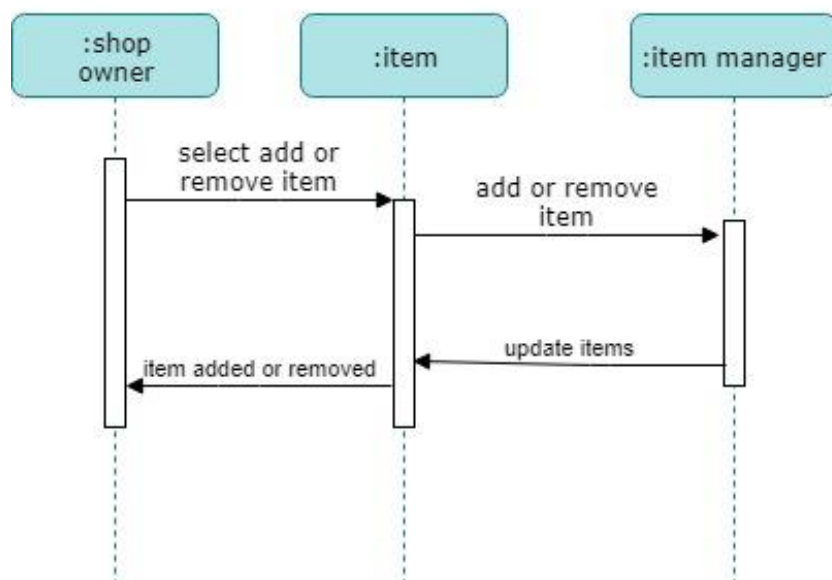 :shop
owner
:item
:item manager
select add or
remove item
add or remove
item
update items
item added or removed